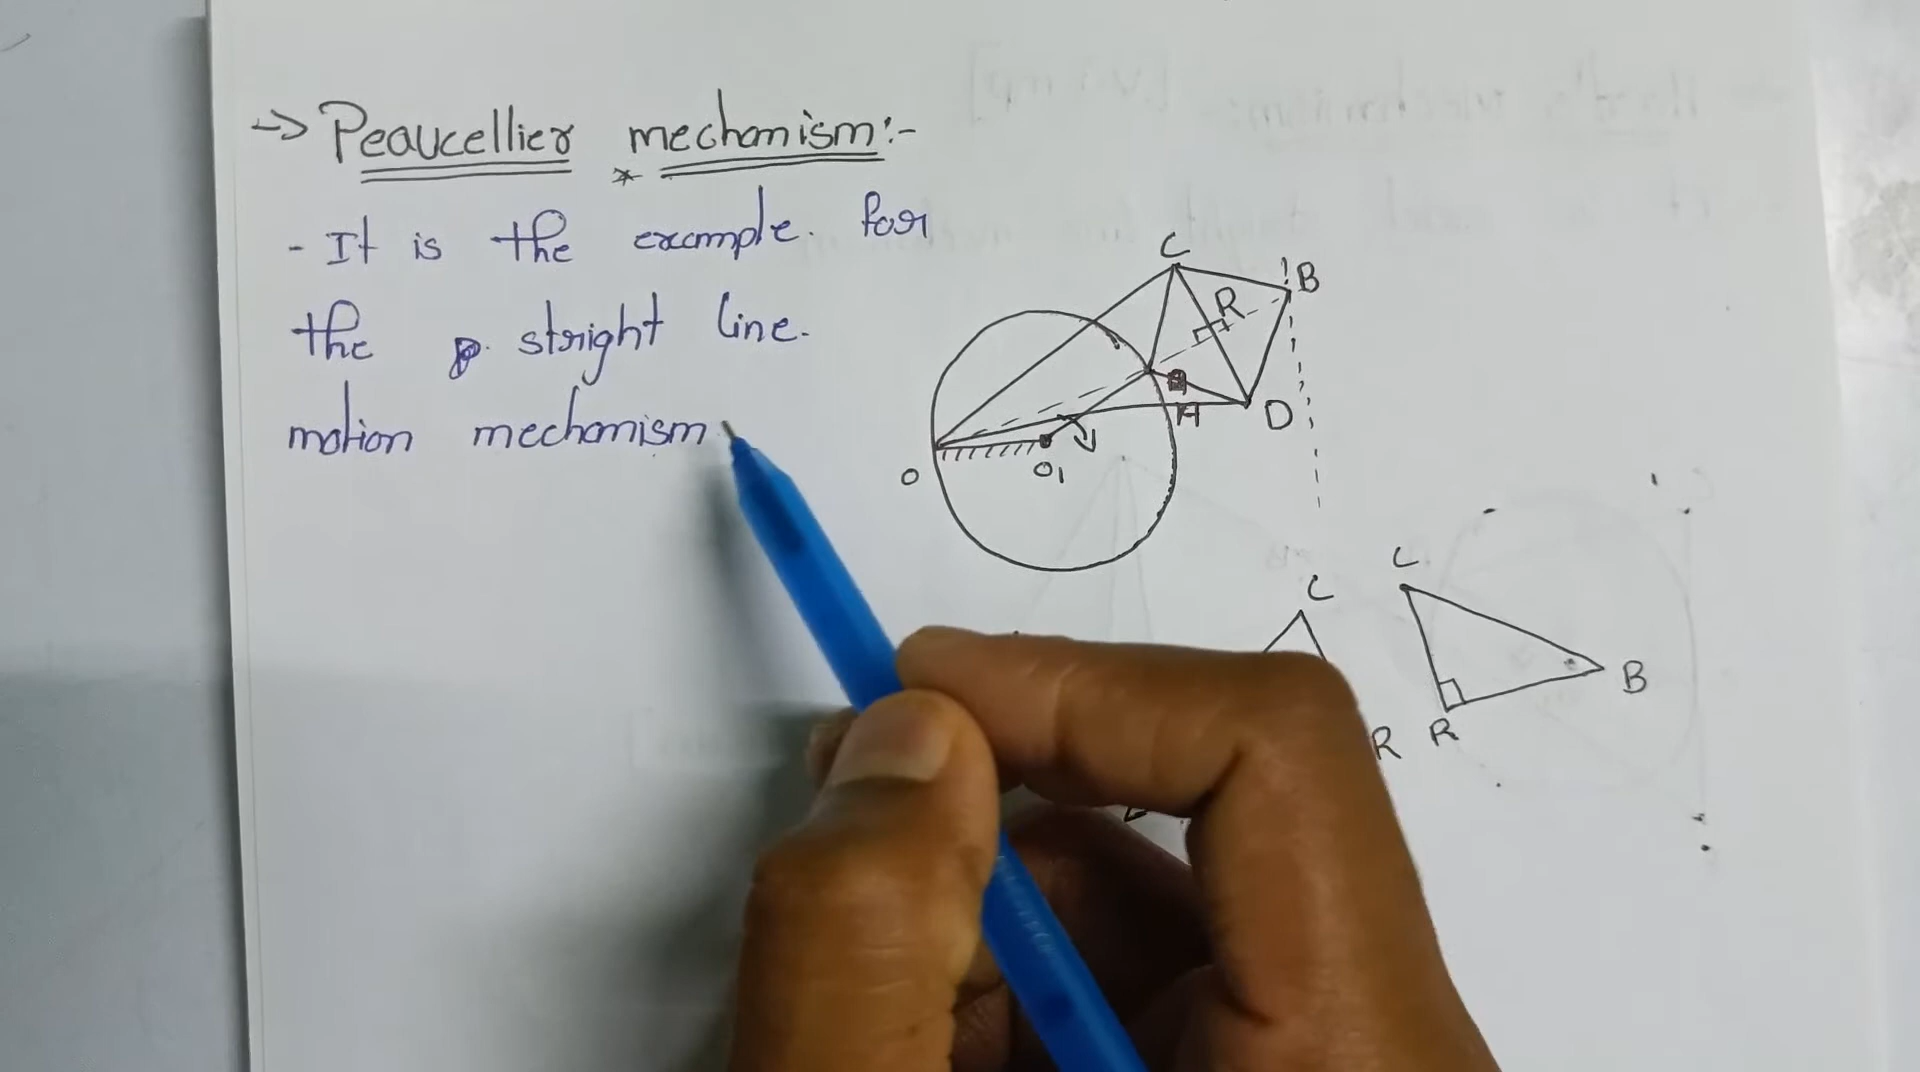 -> Peaucellier mechanism:-
- It is the example. for
the stright line.
motion mechanism
C
B
R
A
D
O
O1
C
C
B
R
R